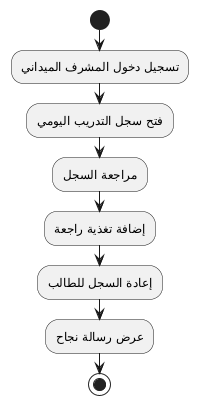 تسجيل دخول المشرف الميداني
فتح سجل التدريب اليومي
مراجعة السجل
إضافة تغذية راجعة
إعادة السجل للطالب
عرض رسالة نجاح